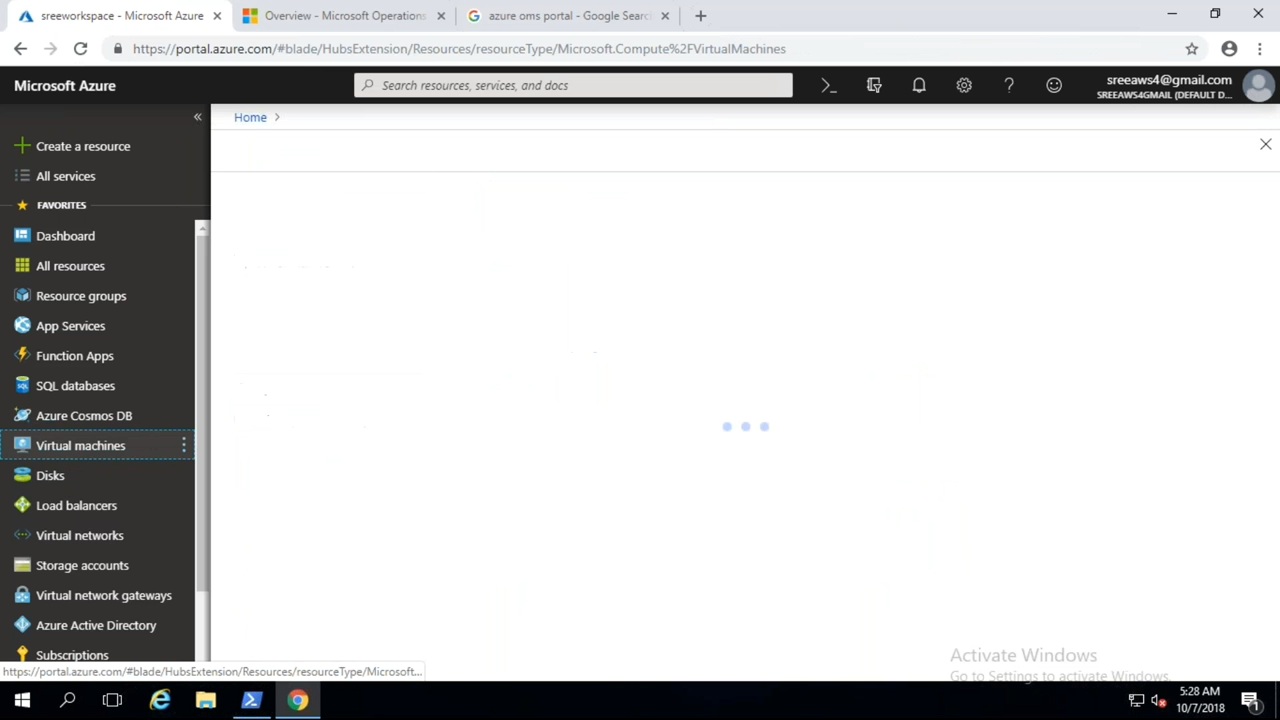 sreeworkspace - Microsoft Azure
Overview - Microsoft Operations
azure oms portal - Google Searc
https://portal.azure.com/#blade/HubsExtension/Resources/resourceType/Microsoft.Compute%2FVirtualMachines
Microsoft Azure
Search resources, services, and docs
sreeaws4@gmail.com
SREEAWS4GMAIL (DEFAULT D...
Home
Create a resource
All services
FAVORITES
Dashboard
All resources
Resource groups
App Services
Function Apps
SQL databases
Azure Cosmos DB
Virtual machines
Disks
Load balancers
Virtual networks
Storage accounts
Virtual network gateways
Azure Active Directory
Subscriptions
https://portal.azure.com/#blade/HubsExtension/Resources/resourceType/Microsoft...
Activate Windows
Go to Settings to activate Windows.
5:28 AM
10/7/2018
1